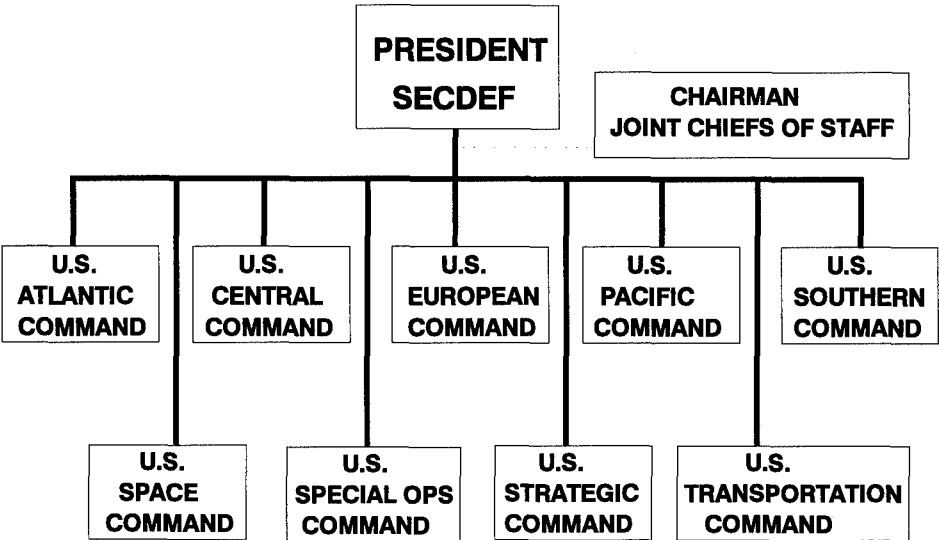 PRESIDENT
SECDEF
CHAIRMAN
JOINT CHIEFS OF STAFF
U.S.
ATLANTIC
COMMAND
U.S.
CENTRAL
COMMAND
U.S.
EUROPEAN
COMMAND
U.S.
PACIFIC
COMMAND
U.S.
SOUTHERN
COMMAND
U.S.
SPACE
COMMAND
U.S.
SPECIAL OPS
COMMAND
U.S.
STRATEGIC
COMMAND
U.S.
TRANSPORTATION
COMMAND